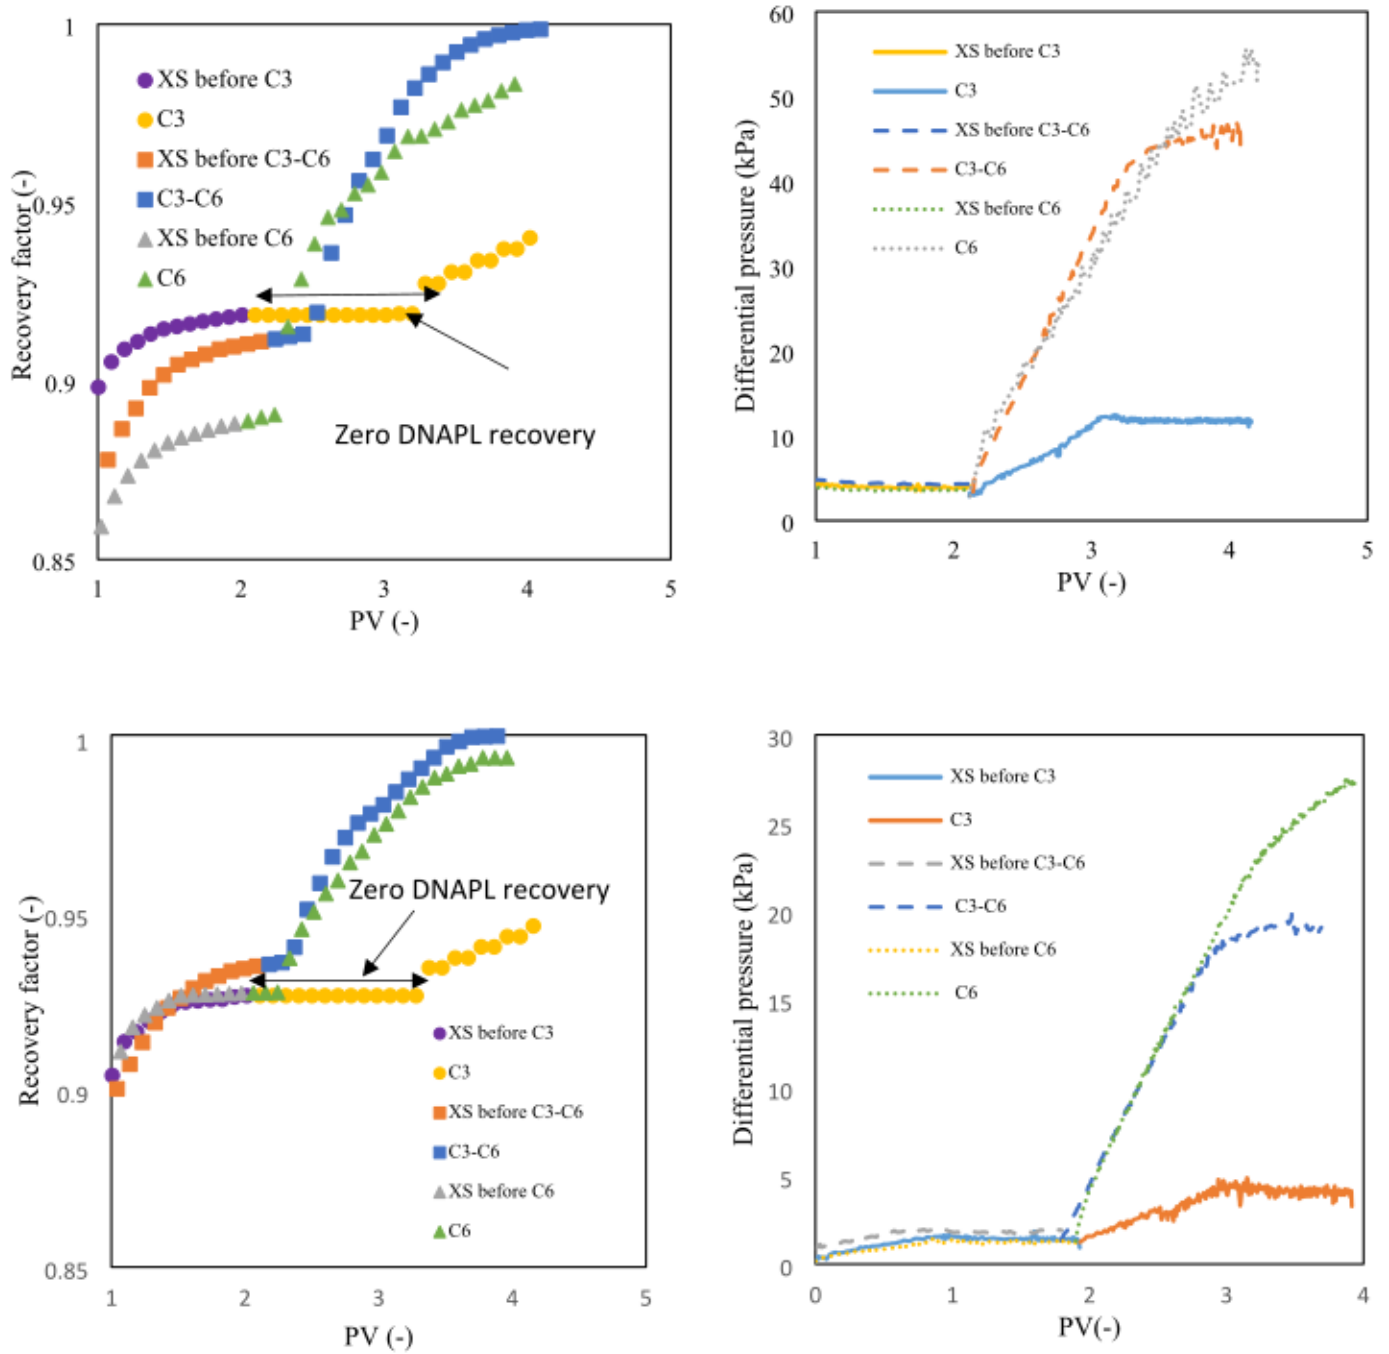 1
0.95
0.9
0.85
Recovery factor (-)
XS before C3
C3
XS before C3-C6
C3-C6
XS before C6
C6
Zero DNAPL recovery
1 2 3 4 5
PV (-)
60
50
40
30
20
10
0
Differential pressure (kPa)
XS before C3
C3
XS before C3-C6
C3-C6
XS before C6
C6
1 2 3 4 5
PV (-)
1
0.95
0.9
0.85
Recovery factor (-)
Zero DNAPL recovery
XS before C3
C3
XS before C3-C6
C3-C6
XS before C6
C6
1 2 3 4 5
PV (-)
30
25
20
15
10
5
0
Differential pressure (kPa)
XS before C3
C3
XS before C3-C6
C3-C6
XS before C6
C6
0 1 2 3 4
PV(-)